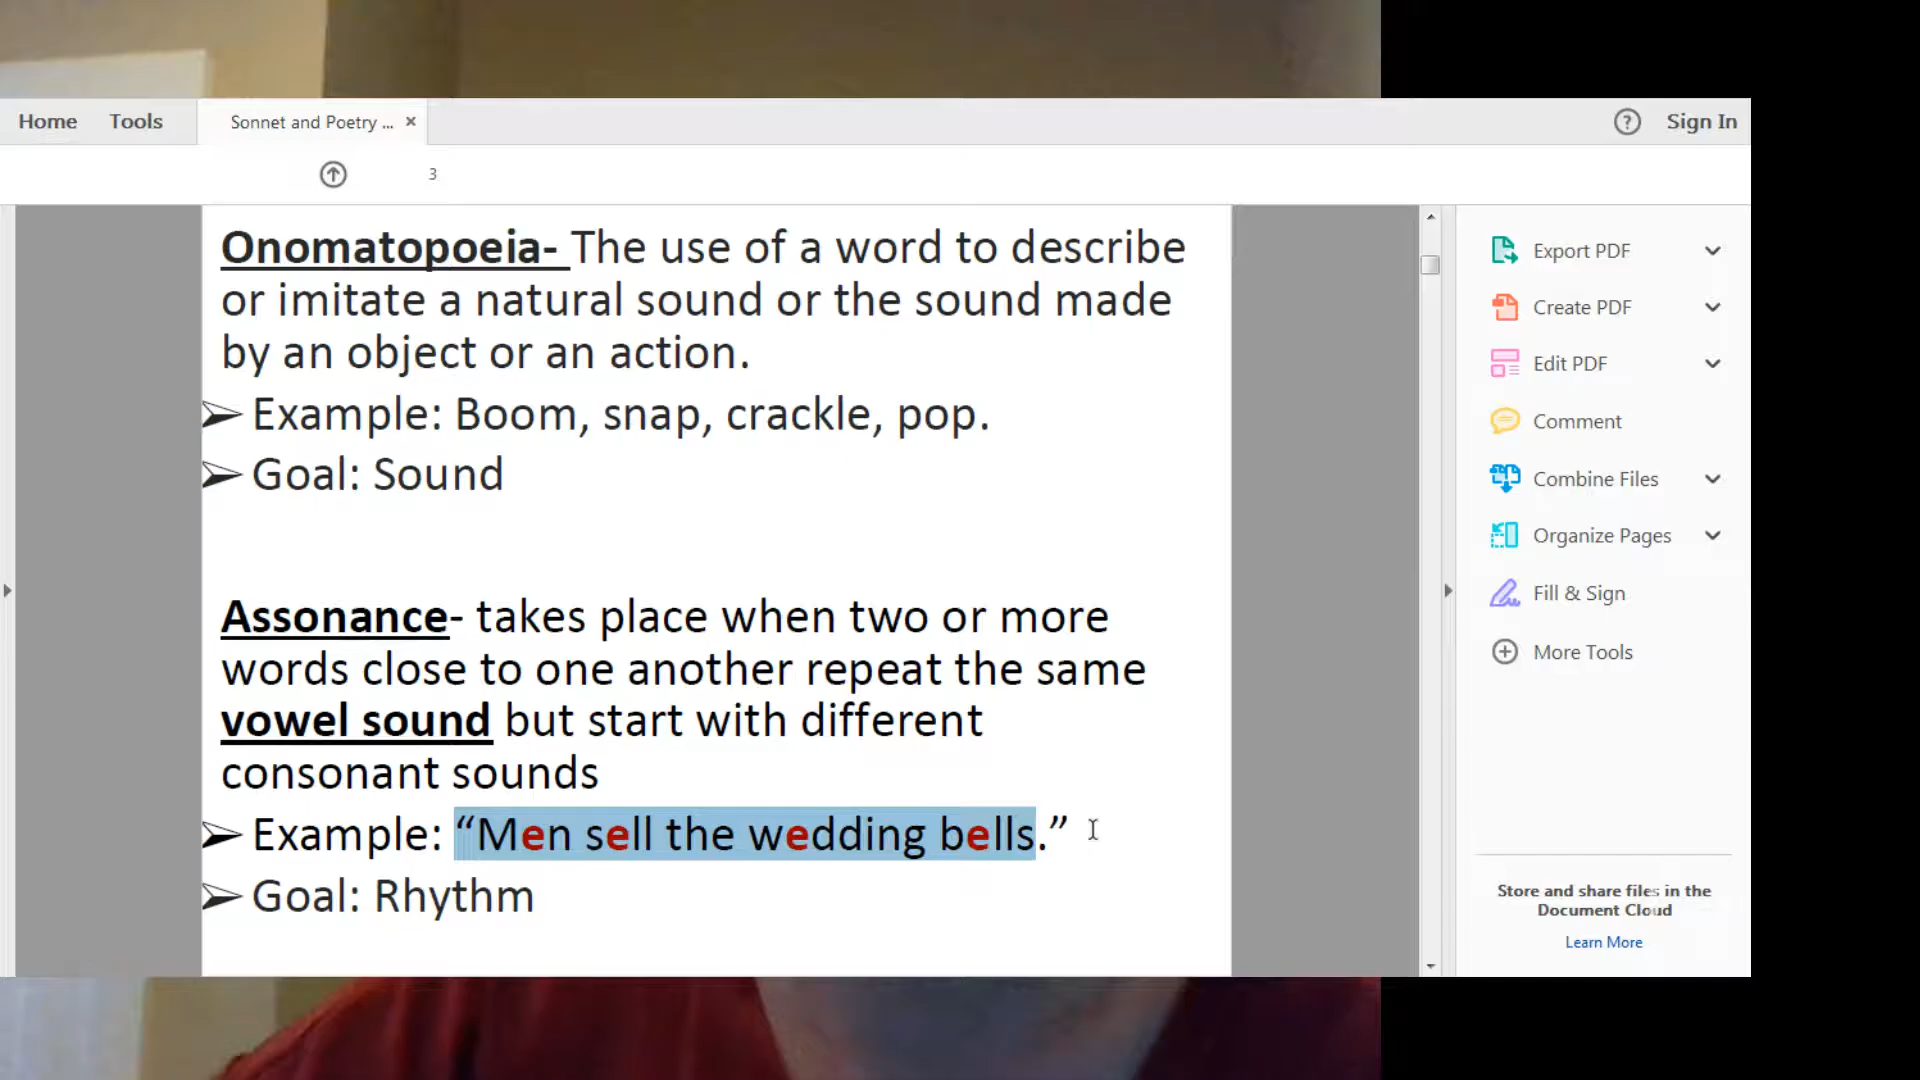 Home Tools Sonnet and Poetry ... × ? Sign In
3
Onomatopoeia- The use of a word to describe
or imitate a natural sound or the sound made
by an object or an action.
Example: Boom, snap, crackle, pop.
Goal: Sound
Assonance- takes place when two or more
words close to one another repeat the same
vowel sound but start with different
consonant sounds
Example: “Men sell the wedding bells.”
Goal: Rhythm
Export PDF
Create PDF
Edit PDF
Comment
Combine Files
Organize Pages
Fill & Sign
More Tools
Store and share files in the
Document Cloud
Learn More